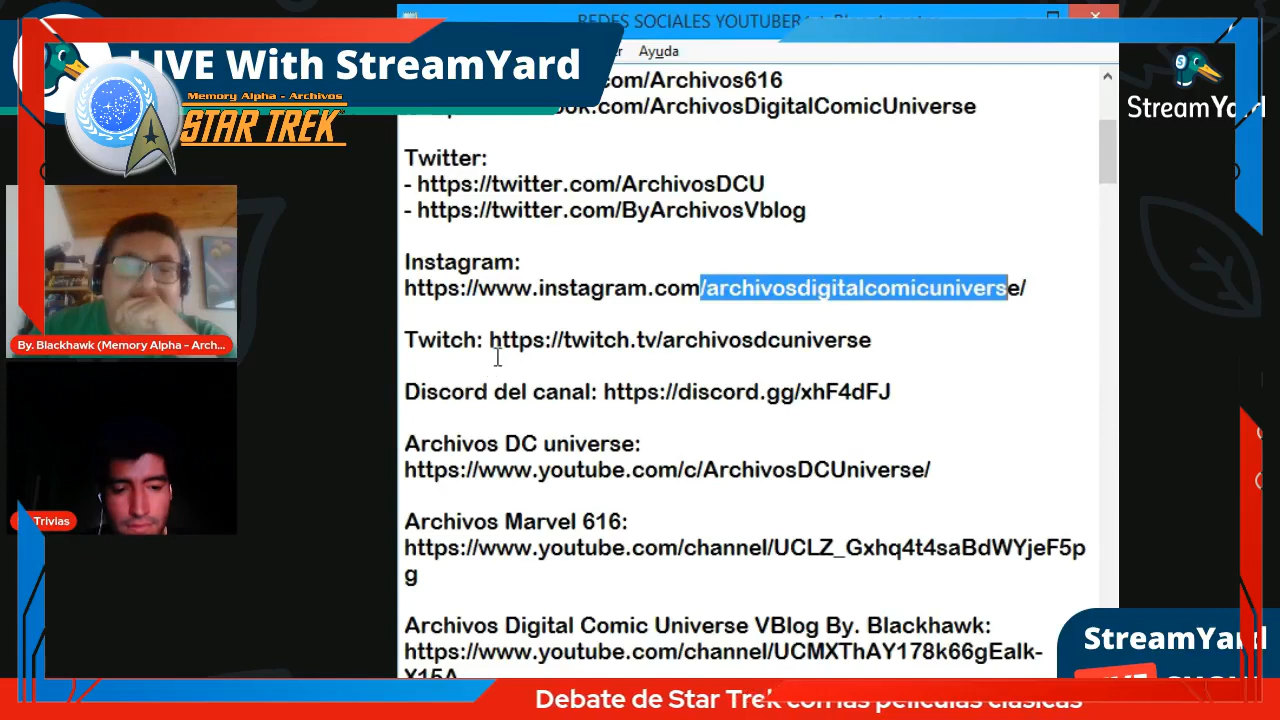 REDES SOCIALES YOUTUBER
LIVE With StreamYard
Ayuda
Memory Alpha - Archivos
STAR TREK
StreamYard
com/Archivos616
ook.com/ArchivosDigitalComicUniverse
Twitter:
- https://twitter.com/ArchivosDCU
- https://twitter.com/ByArchivosVblog
Instagram:
https://www.instagram.com/archivosdigitalcomicuniverse/
Twitch: https://twitch.tv/archivosdcuniverse
By. Blackhawk (Memory Alpha - Arch...
Discord del canal: https://discord.gg/xhF4dFJ
Archivos DC universe:
https://www.youtube.com/c/ArchivosDCUniverse/
Trivias
Archivos Marvel 616:
https://www.youtube.com/channel/UCLZ_Gxhq4t4saBdWYjeF5p
g
Archivos Digital Comic Universe VBlog By. Blackhawk:
https://www.youtube.com/channel/UCMXThAY178k66gEaIk-
Y15A
StreamYard
Debate de Star Trek con las películas clásicas